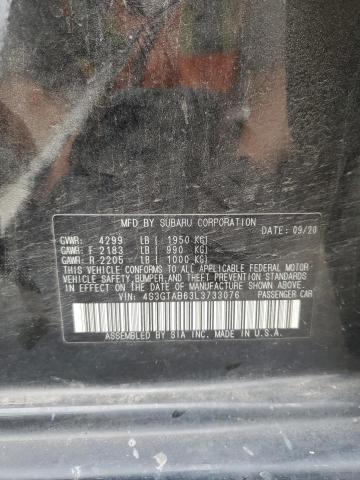 MFD BY SUBARU CORPORATION
DATE: 09/20
GVWR: 4299 LB [ 1950 KG]
GAWR: F 2183 LB [ 990 KG]
GAWR: R 2205 LB [ 1000 KG]
THIS VEHICLE CONFORMS TO ALL APPLICABLE FEDERAL MOTOR
VEHICLE SAFETY, BUMPER, AND THEFT PREVENTION STANDARDS
IN EFFECT ON THE DATE OF MANUFACTURE SHOWN ABOVE.
VIN: 4S3GTAB63L3733076 PASSENGER CAR
ASSEMBLED BY SIA INC. MADE IN U.S.A.